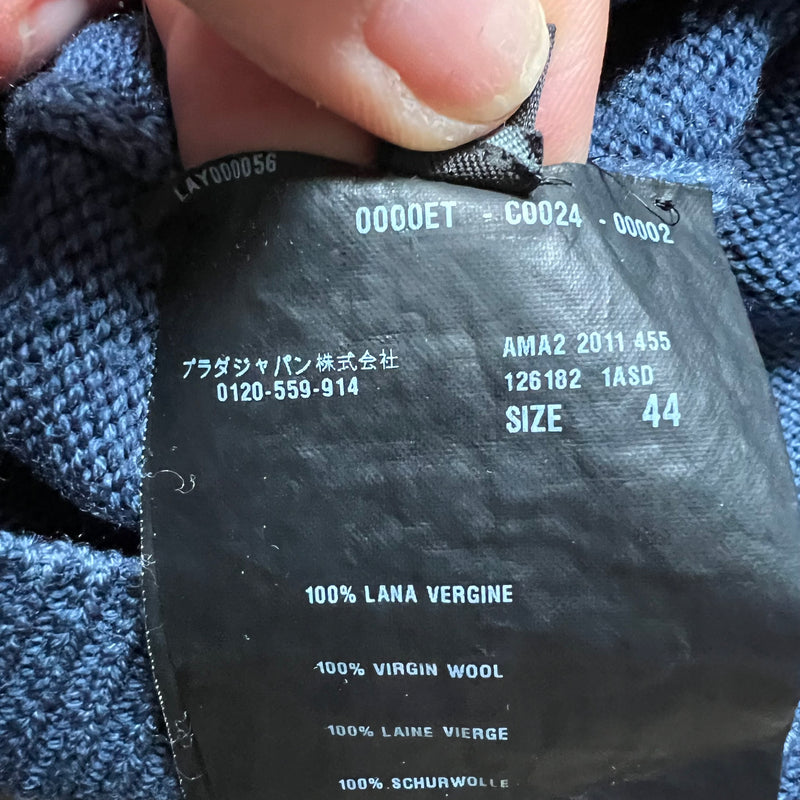 LAY000056
0000ET - C0024 - 00002
プラダジャパン株式会社
0120-559-914
AMA2 2011 455
126182 1ASD
SIZE 44
100% LANA VERGINE
100% VIRGIN WOOL
100% LAINE VIERGE
100% SCHURWOLLE